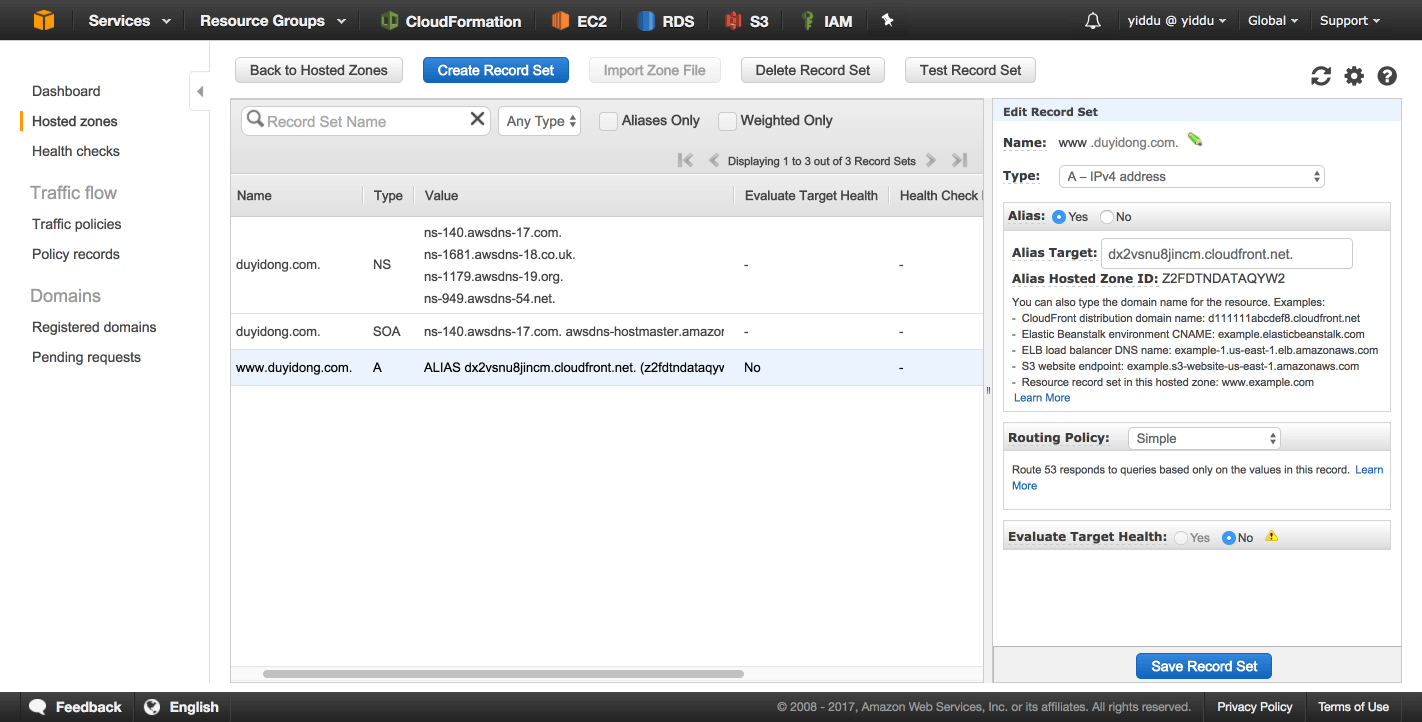 Services Resource Groups CloudFormation EC2 RDS S3 IAM yiddu @ yiddu Global Support
Back to Hosted Zones Create Record Set Import Zone File Delete Record Set Test Record Set
Dashboard
Hosted zones
Health checks
Traffic flow
Traffic policies
Policy records
Domains
Registered domains
Pending requests
Record Set Name Any Type Aliases Only Weighted Only
Displaying 1 to 3 out of 3 Record Sets
Name Type Value Evaluate Target Health Health Check
duyidong.com. NS
ns-140.awsdns-17.com.
ns-1681.awsdns-18.co.uk.
ns-1179.awsdns-19.org.
ns-949.awsdns-54.net.
- -
duyidong.com. SOA ns-140.awsdns-17.com. awsdns-hostmaster.amazor - -
www.duyidong.com. A ALIAS dx2vsnu8jincm.cloudfront.net. (z2fdtndataqyw No -
Edit Record Set
Name: www .duyidong.com.
Type: A – IPv4 address
Alias: Yes No
Alias Target: dx2vsnu8jincm.cloudfront.net.
Alias Hosted Zone ID: Z2FDTNDATAQYW2
You can also type the domain name for the resource. Examples:
- CloudFront distribution domain name: d111111abcdef8.cloudfront.net
- Elastic Beanstalk environment CNAME: example.elasticbeanstalk.com
- ELB load balancer DNS name: example-1.us-east-1.elb.amazonaws.com
- S3 website endpoint: example.s3-website-us-east-1.amazonaws.com
- Resource record set in this hosted zone: www.example.com
Learn More
Routing Policy: Simple
Route 53 responds to queries based only on the values in this record. Learn
More
Evaluate Target Health: Yes No
Save Record Set
Feedback English © 2008 - 2017, Amazon Web Services, Inc. or its affiliates. All rights reserved. Privacy Policy Terms of Use